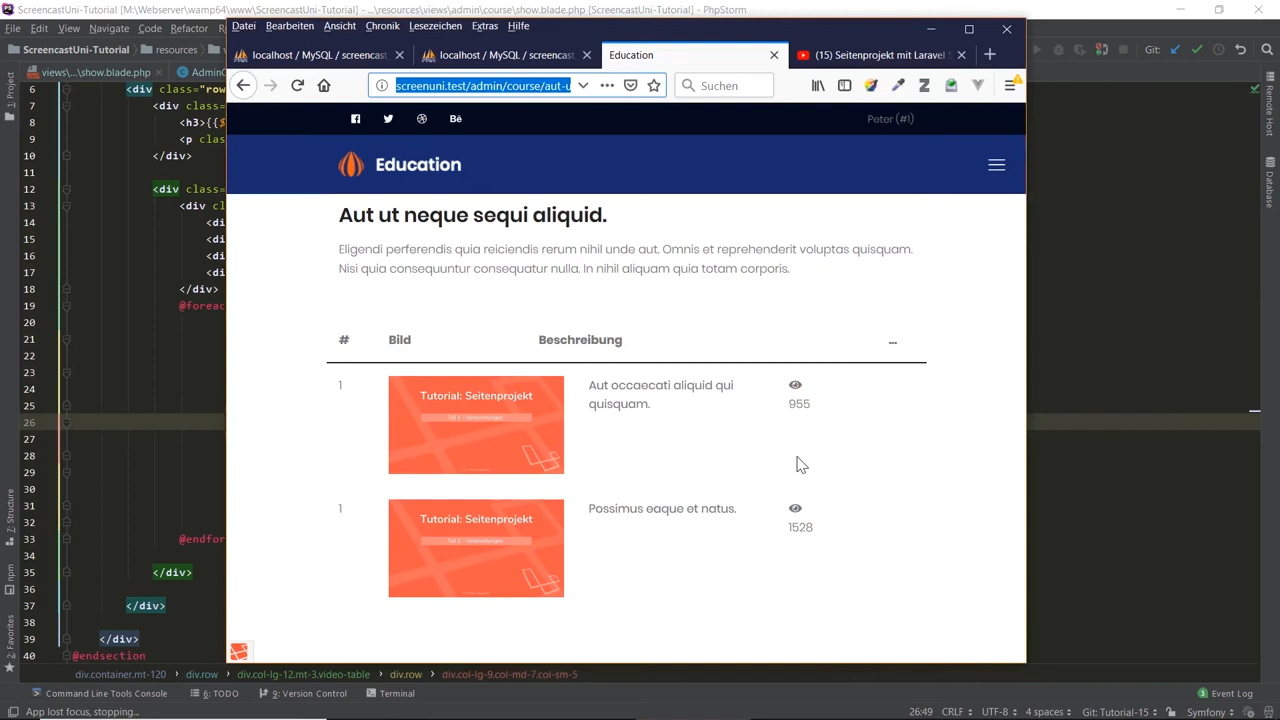 M:\Webserver\wamp64\www\ScreencastUni-Tutorial] - ...\resources\views\admin\course\show.blade.php [ScreencastUni-Tutorial] - PhpStorm
File Edit View Navigate Code Refactor
Datei Bearbeiten Ansicht Chronik Lesezeichen Extras Hilfe
ScreencastUni-Tutorial resources
Git:
localhost / MySQL / screencast
localhost / MySQL / screencast
Education
(15) Seitenprojekt mit Laravel 5
views\...\show.blade.php
screenuni.test/admin/course/aut-u
Suchen
Peter (#1)
Education
Aut ut neque sequi aliquid.
Eligendi perferendis quia reiciendis rerum nihil unde aut. Omnis et reprehenderit voluptas quisquam.
Nisi quia consequuntur consequatur nulla. In nihil aliquam quia totam corporis.
# Bild Beschreibung ...
1
Tutorial: Seitenprojekt
Aut occaecati aliquid qui
quisquam.
955
1
Tutorial: Seitenprojekt
Possimus eaque et natus.
1528
1: Project
7: Structure
npm
2: Favorites
Remote Host
Database
6 <div class="row
7 <div class=
8 <h3>{{$
9 <p clas
10 </div>
11
12 <div class=
13 <div cl
14 <di
15 <di
16 <di
17 <di
18 </div>
19 @foreac
20
21
22
23
24
25
26
27
28
29
30
31
32
33 @endfor
34
35 </div>
36
37 </div>
38
39 </div>
40 @endsection
div.container.mt-120 div.row div.col-lg-12.mt-3.video-table div.row div.col-lg-9.col-md-7.col-sm-5
Command Line Tools Console 6: TODO 9: Version Control Terminal Event Log
App lost focus, stopping... 26:49 CRLF UTF-8 4 spaces Git: Tutorial-15 Symfony